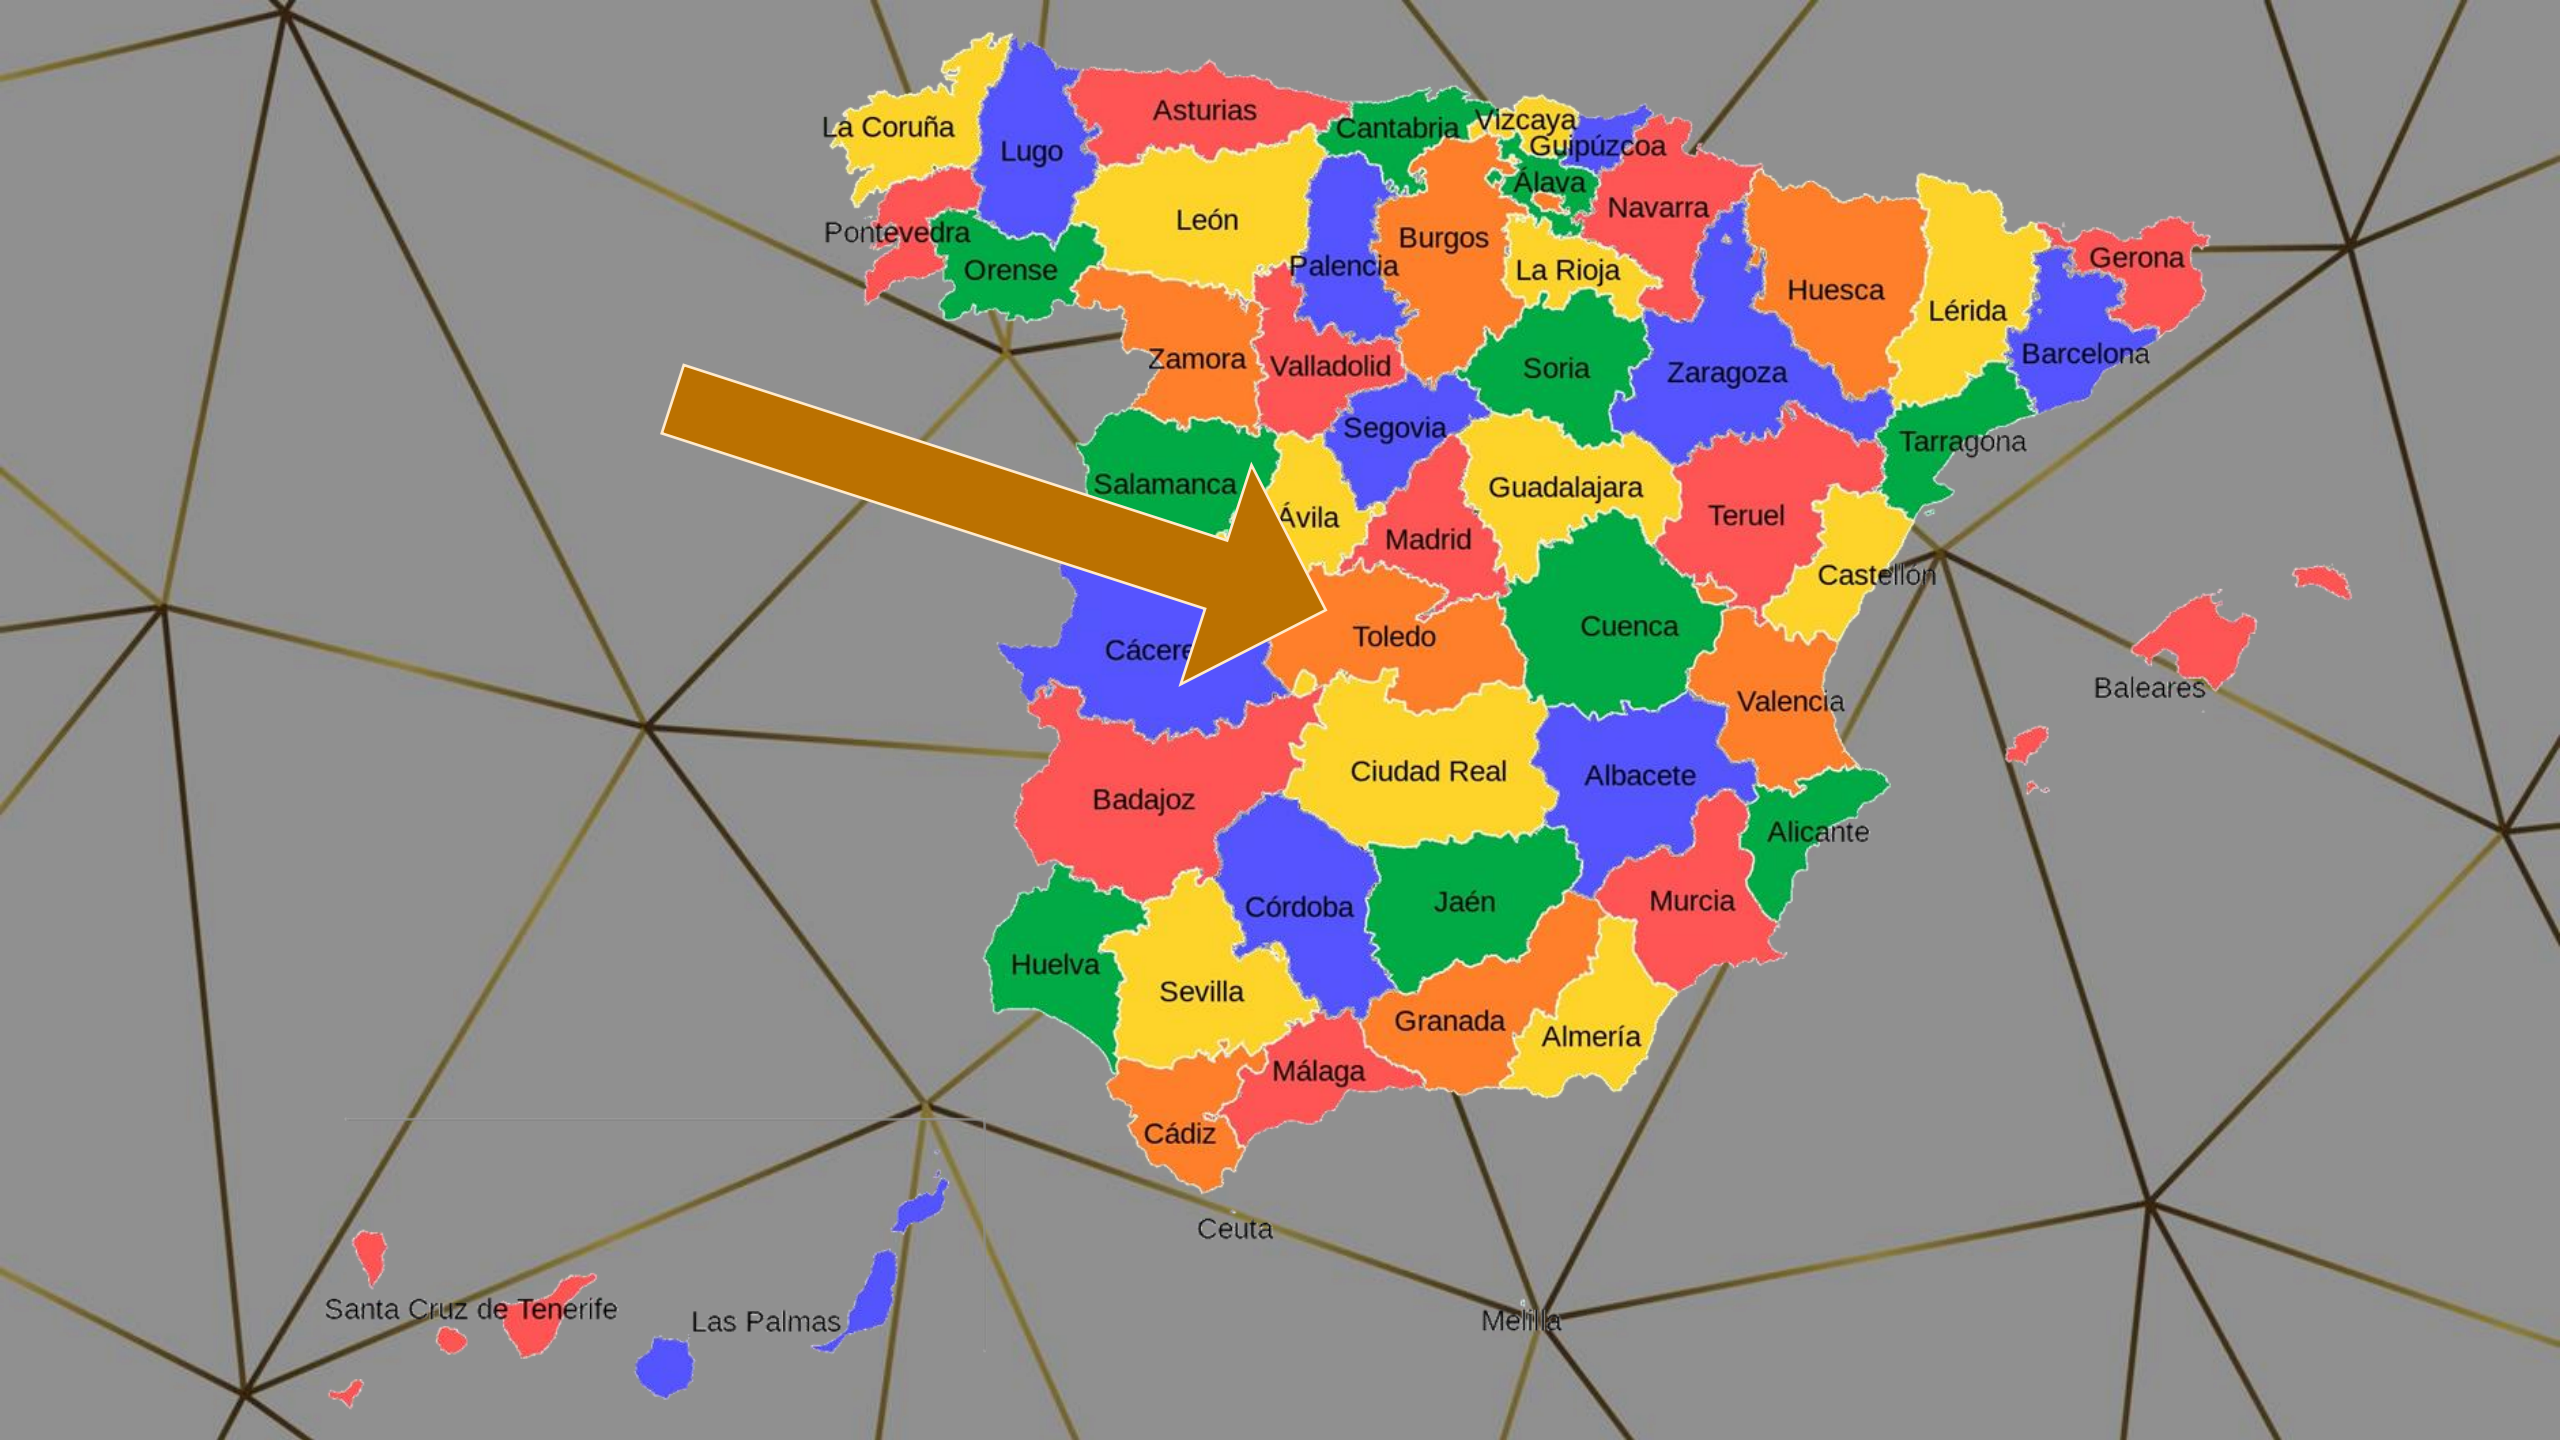 La Coruña
Lugo
Asturias
Cantabria
Vizcaya
Guipúzcoa
Álava
Navarra
Pontevedra
Orense
León
Palencia
Burgos
La Rioja
Huesca
Lérida
Gerona
Barcelona
Zamora
Valladolid
Soria
Zaragoza
Segovia
Tarragona
Salamanca
Ávila
Madrid
Guadalajara
Teruel
Castellón
Cácere
Toledo
Cuenca
Valencia
Baleares
Badajoz
Ciudad Real
Albacete
Alicante
Córdoba
Jaén
Murcia
Huelva
Sevilla
Granada
Almería
Málaga
Cádiz
Ceuta
Melilla
Santa Cruz de Tenerife
Las Palmas